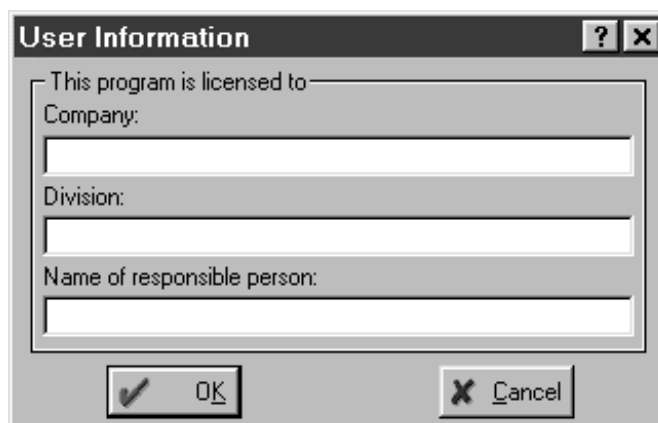 User Information
This program is licensed to
Company:
Division:
Name of responsible person:
OK
Cancel